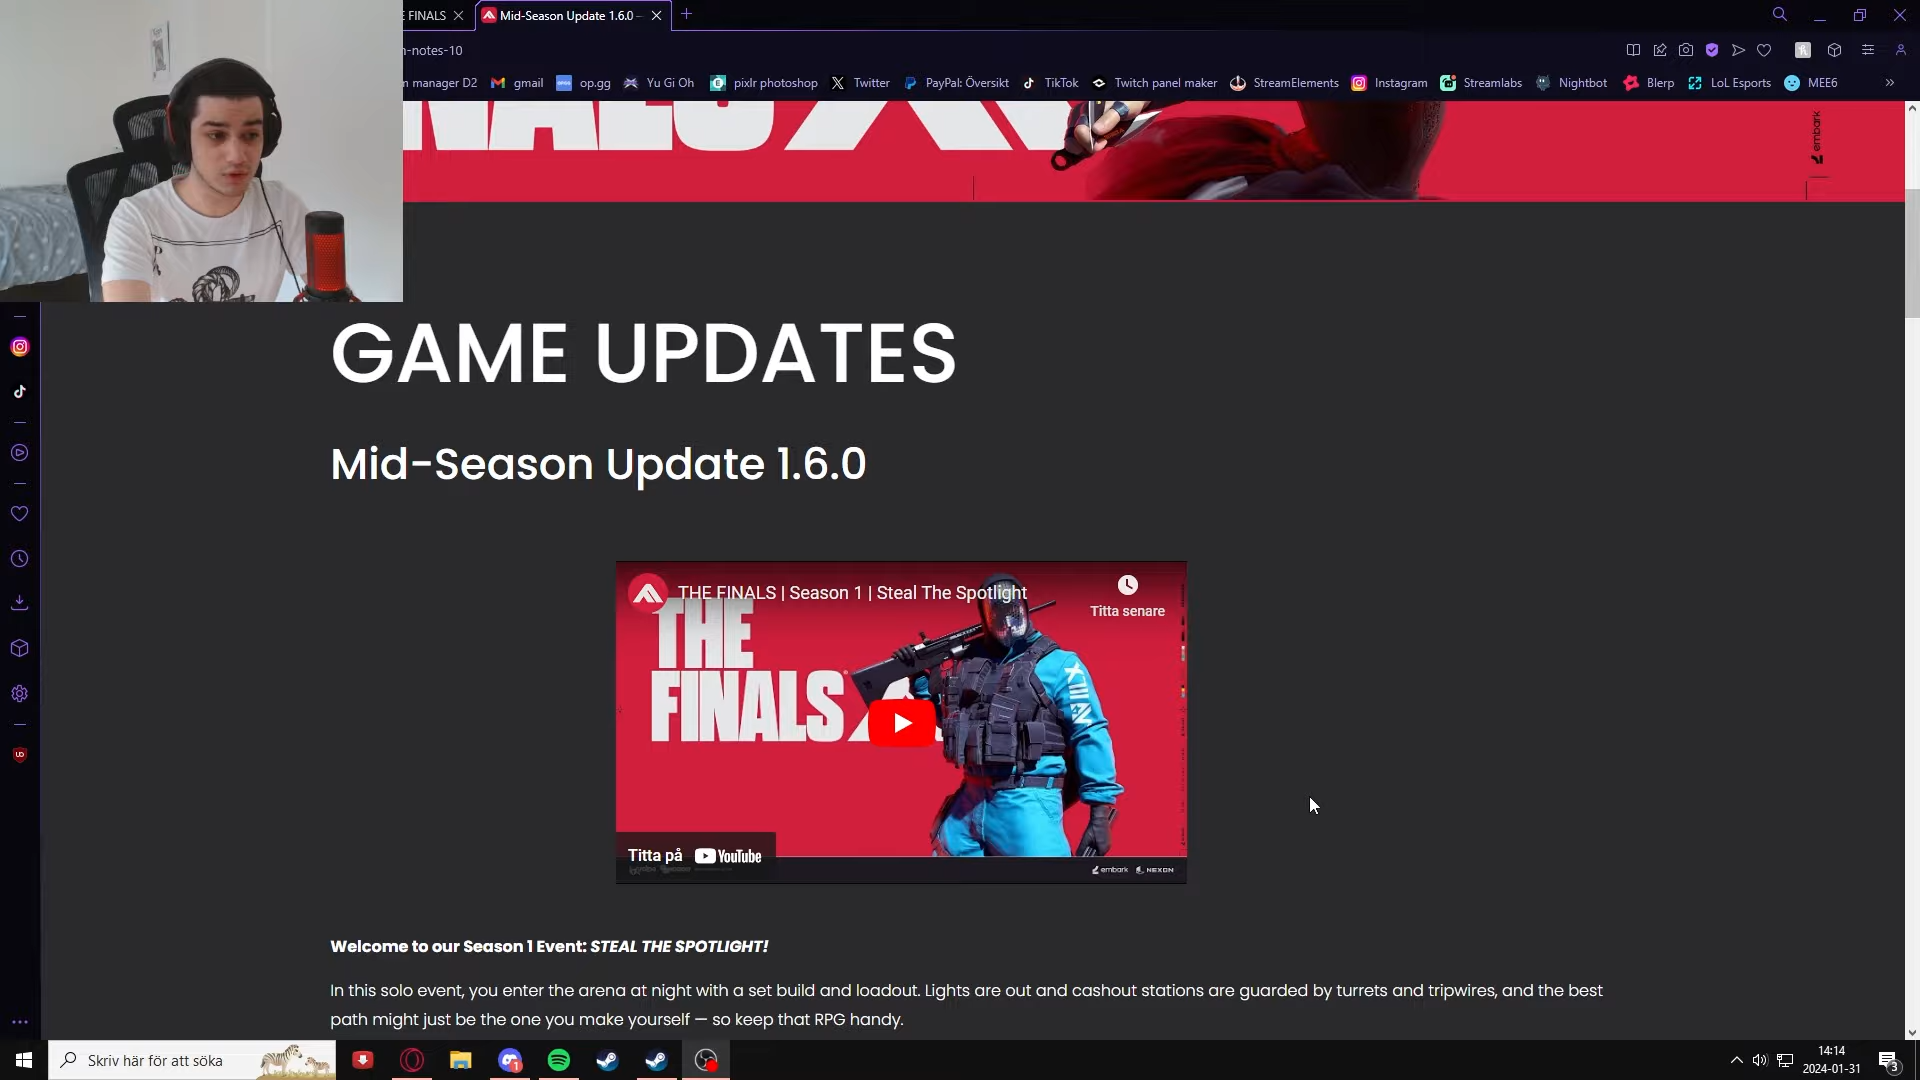 E FINALS
Mid-Season Update 1.6.0 –
n-notes-10
m manager D2
gmail
op.gg
Yu Gi Oh
pixlr photoshop
Twitter
PayPal: Översikt
TikTok
Twitch panel maker
StreamElements
Instagram
Streamlabs
Nightbot
Blerp
LoL Esports
MEE6
»
embark
GAME UPDATES
Mid-Season Update 1.6.0
THE FINALS | Season 1 | Steal The Spotlight
Titta senare
THE
FINALS
Titta på YouTube
embark NEXON
Welcome to our Season 1 Event: STEAL THE SPOTLIGHT!
In this solo event, you enter the arena at night with a set build and loadout. Lights are out and cashout stations are guarded by turrets and tripwires, and the best
path might just be the one you make yourself — so keep that RPG handy.
Skriv här för att söka
1
14:14
2024-01-31
3